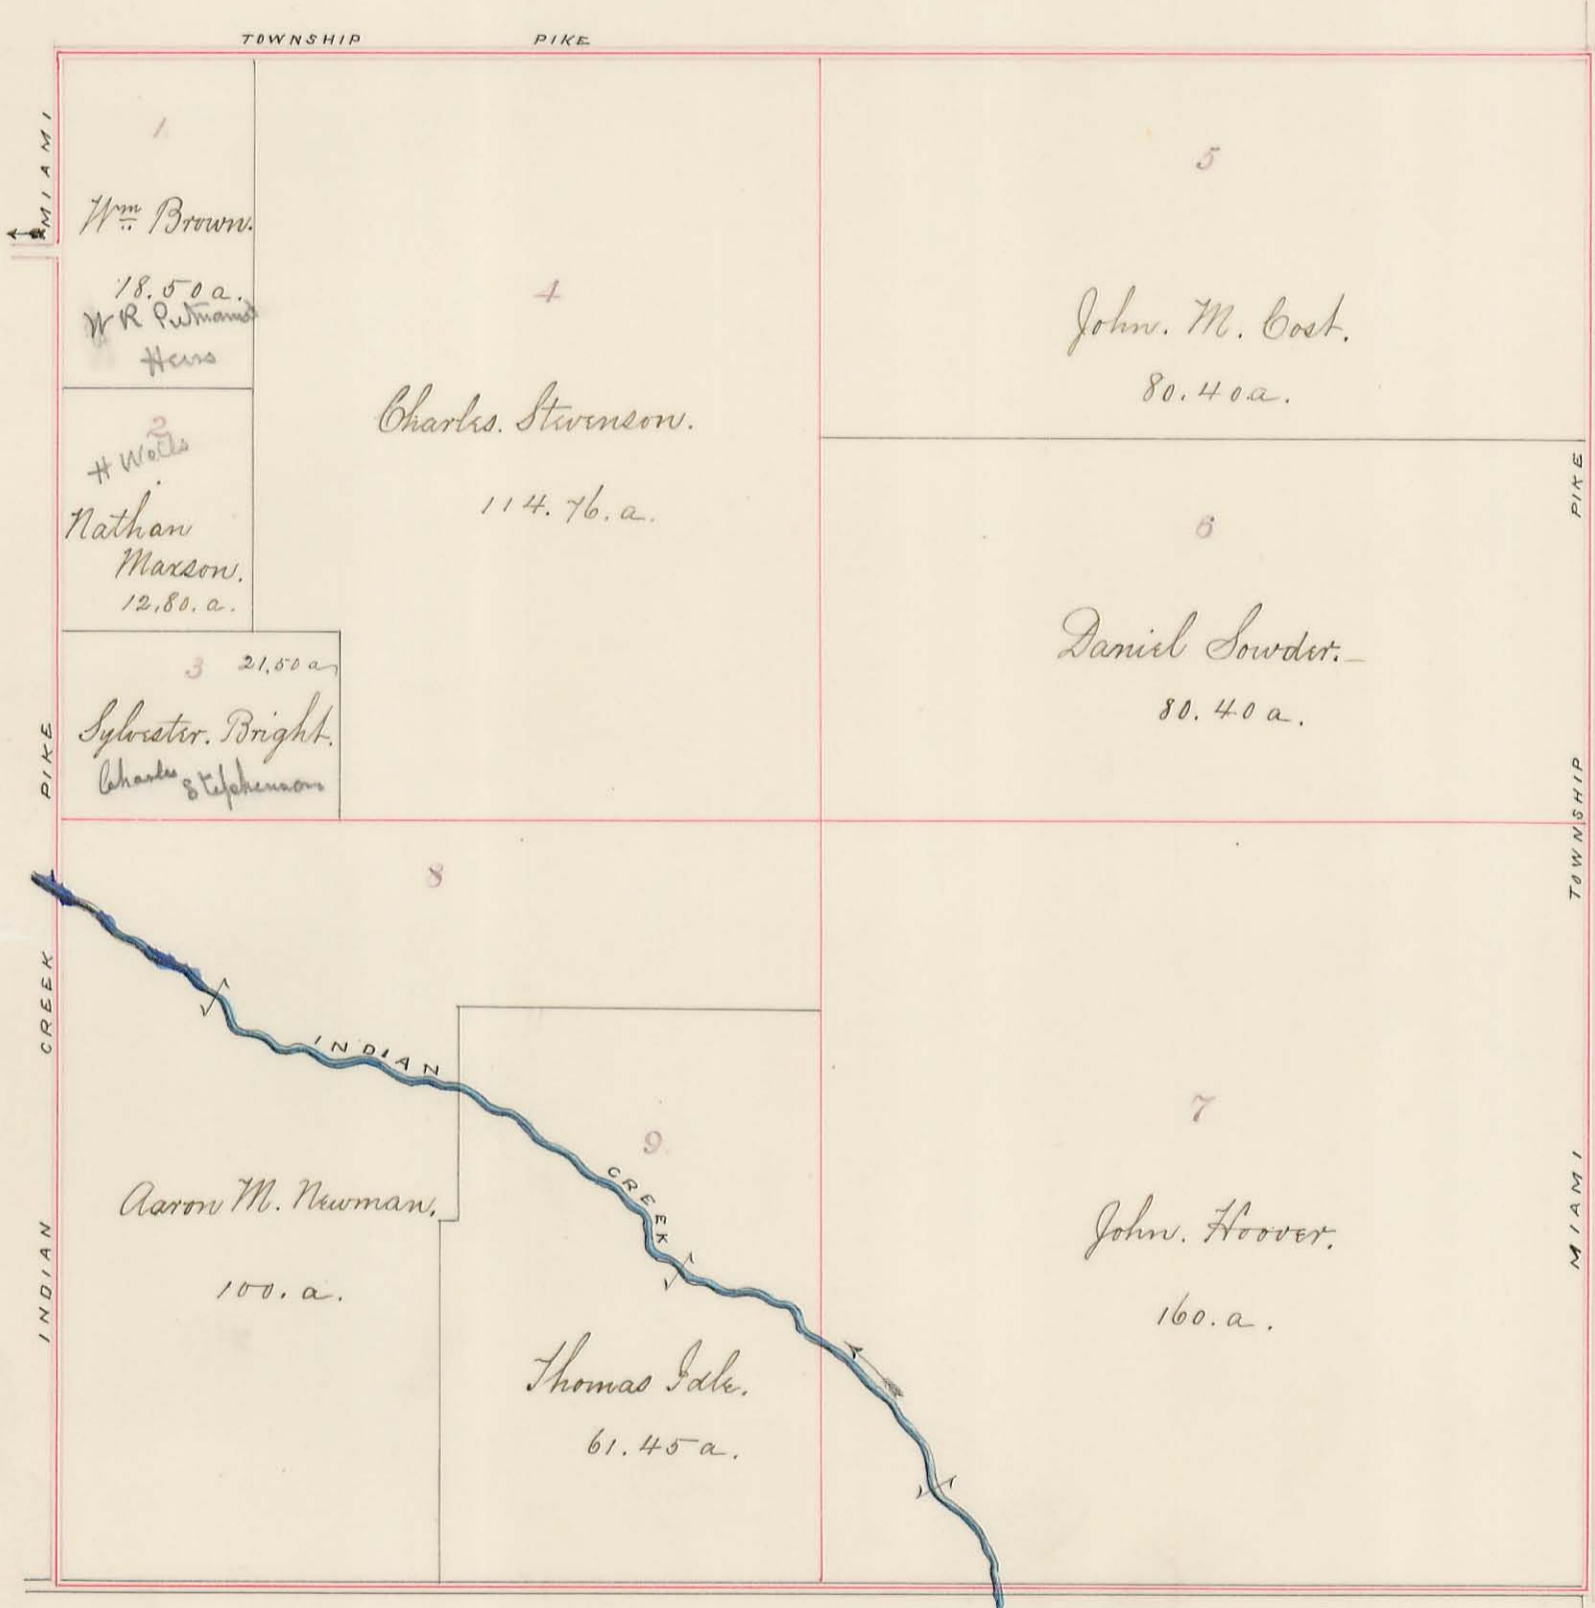 TOWNSHIP PIKE
MIAMI
1
Wm Brown.
18.50 a.
W R Putnams
Heirs
2
H Wells
Nathan
Maxson.
12,80. a.
3 21,50 a
Sylvester. Bright.
Charles Stephenson
4
Charles. Stevenson.
114.76. a.
5
John. M. Cost.
80.40 a.
6
Daniel Sowder.
80.40 a.
PIKE
TOWNSHIP
MIAMI
PIKE
CREEK
INDIAN
8
INDIAN CREEK
Aaron M. Newman.
100. a.
9
Thomas Idle.
61.45 a.
7
John. Hoover.
160. a.